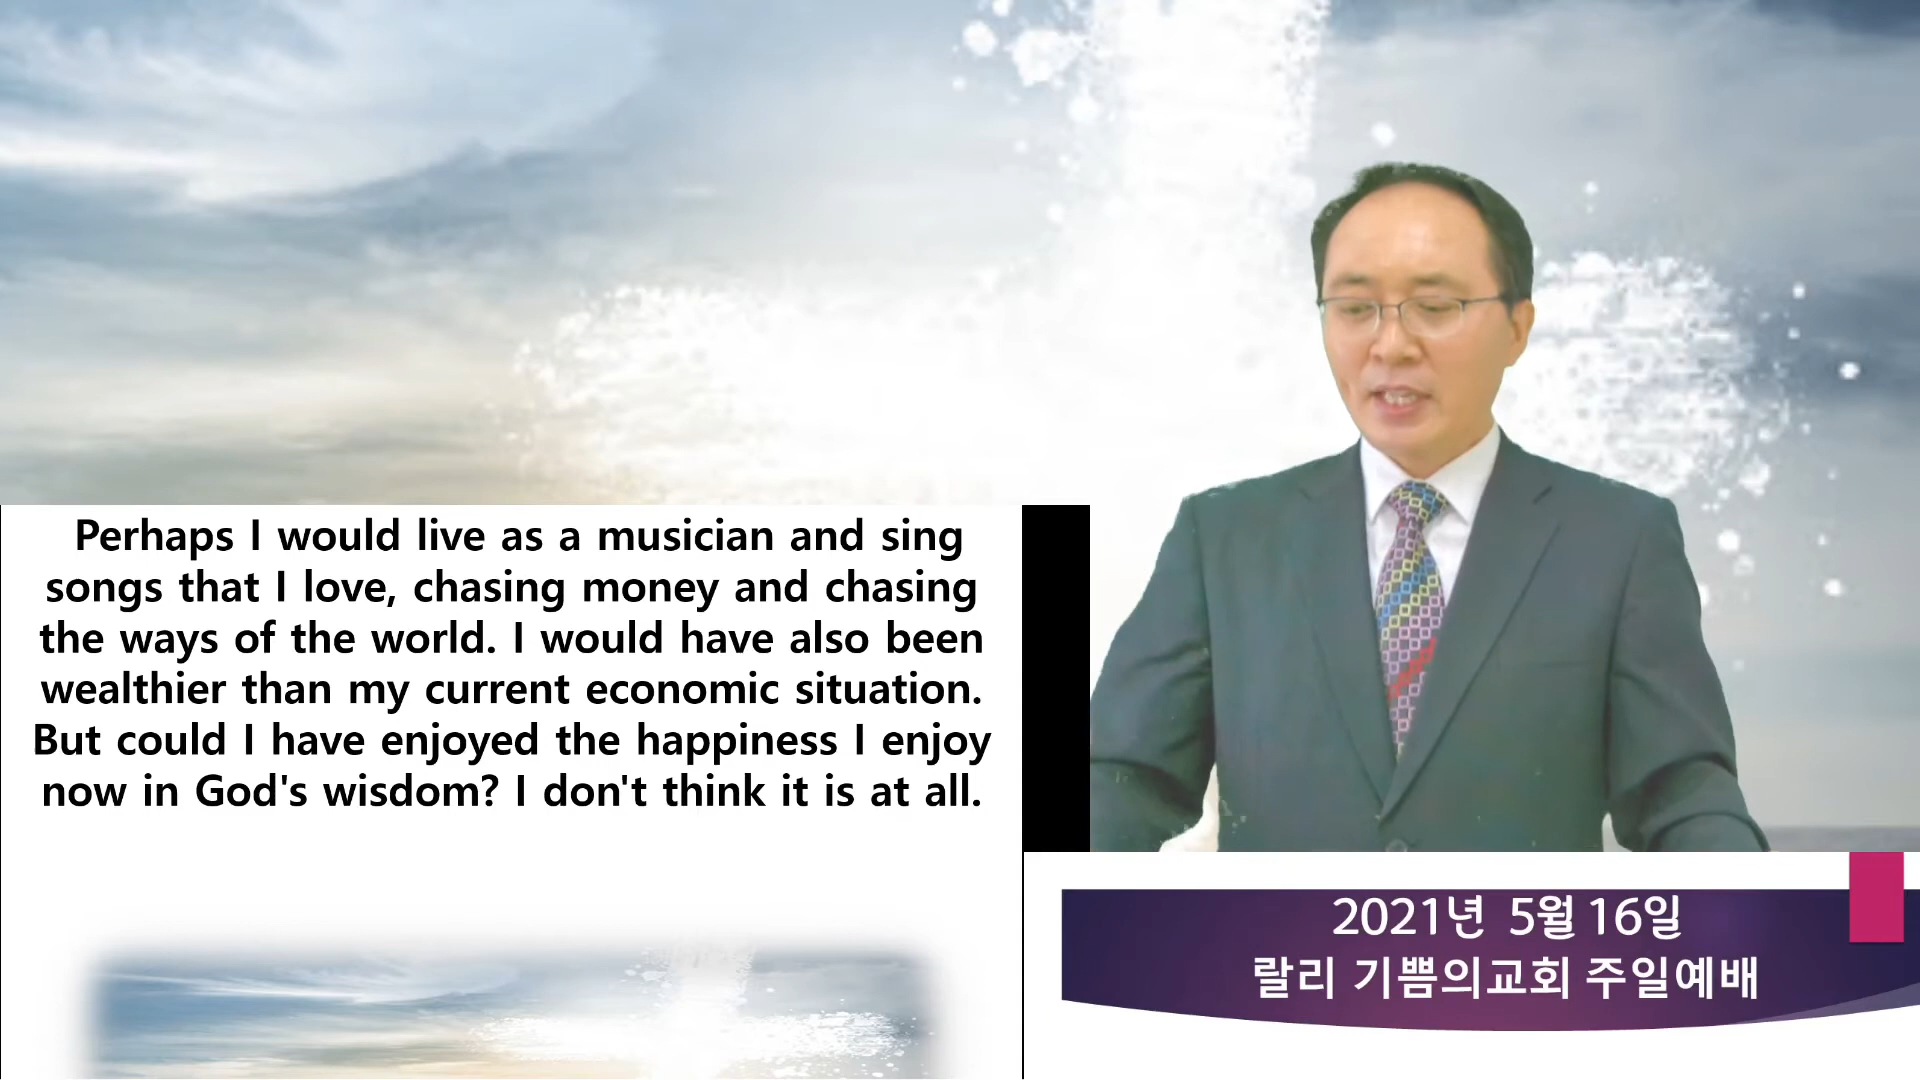 Perhaps I would live as a musician and sing
songs that I love, chasing money and chasing
the ways of the world. I would have also been
wealthier than my current economic situation.
But could I have enjoyed the happiness I enjoy
now in God's wisdom? I don't think it is at all.
2021년 5월 16일
랄리 기쁨의교회 주일예배